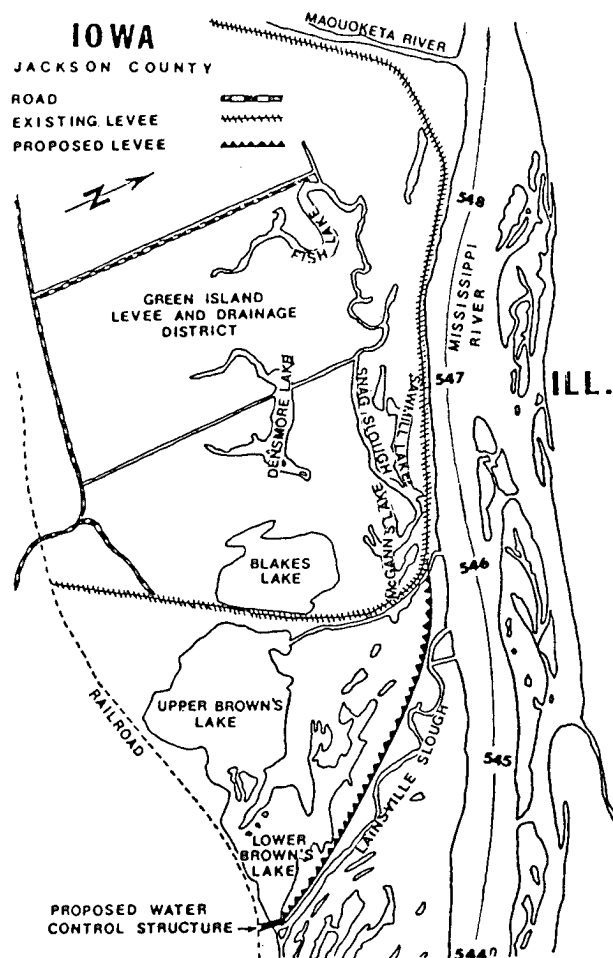 IOWA
JACKSON COUNTY
ROAD
EXISTING LEVEE
PROPOSED LEVEE
N
MAQUOKETA RIVER
548
FISH LAKE
GREEN ISLAND
LEVEE AND DRAINAGE
DISTRICT
MISSISSIPPI
RIVER
547
ILL.
DENSMORE LAKE
SNAG
SAWMILL LAKE
McGANN'S LAKE
BLAKES
LAKE
546
RAILROAD
UPPER BROWN'S
LAKE
LAINSVILLE SLOUGH
545
LOWER
BROWN'S
LAKE
PROPOSED WATER
CONTROL STRUCTURE
544